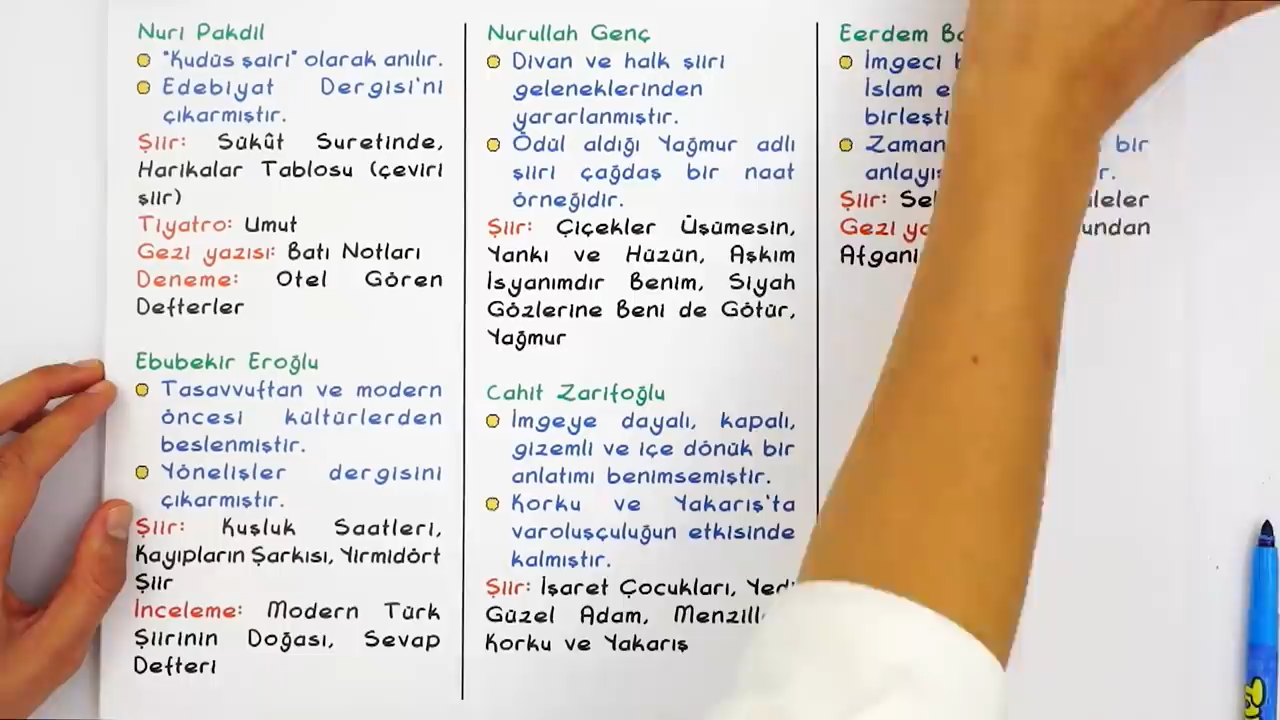 Nuri Pakdil
"Kudüs şairi" olarak anılır.
Edebiyat Dergisi'ni
çıkarmıştır.
Şiir: Sükût Suretinde,
Harikalar Tablosu (çeviri
şiir)
Tiyatro: Umut
Gezi yazısı: Batı Notları
Deneme: Otel Gören
Defterler
Ebubekir Eroğlu
Tasavvuftan ve modern
öncesi kültürlerden
beslenmiştir.
Yönelişler dergisini
çıkarmıştır.
Şiir: Kuşluk Saatleri,
Kayıpların Şarkısı, Yirmidört
Şiir
İnceleme: Modern Türk
Şiirinin Doğası, Sevap
Defteri
Nurullah Genç
Divan ve halk şiiri
geleneklerinden
yararlanmıştır.
Ödül aldığı Yağmur adlı
şiiri çağdaş bir naat
örneğidir.
Şiir: Çiçekler Üşümesin,
Yankı ve Hüzün, Aşkım
İsyanımdır Benim, Siyah
Gözlerine Beni de Götür,
Yağmur
Cahit Zarifoğlu
İmgeye dayalı, kapalı,
gizemli ve içe dönük bir
anlatımı benimsemiştir.
Korku ve Yakarış'ta
varoluşçuluğun etkisinde
kalmıştır.
Şiir: İşaret Çocukları, Yedi
Güzel Adam, Menziller
Korku ve Yakarış
Eerdem
İmgeci
İslam
Zaman bir
Şiir:
Gezi